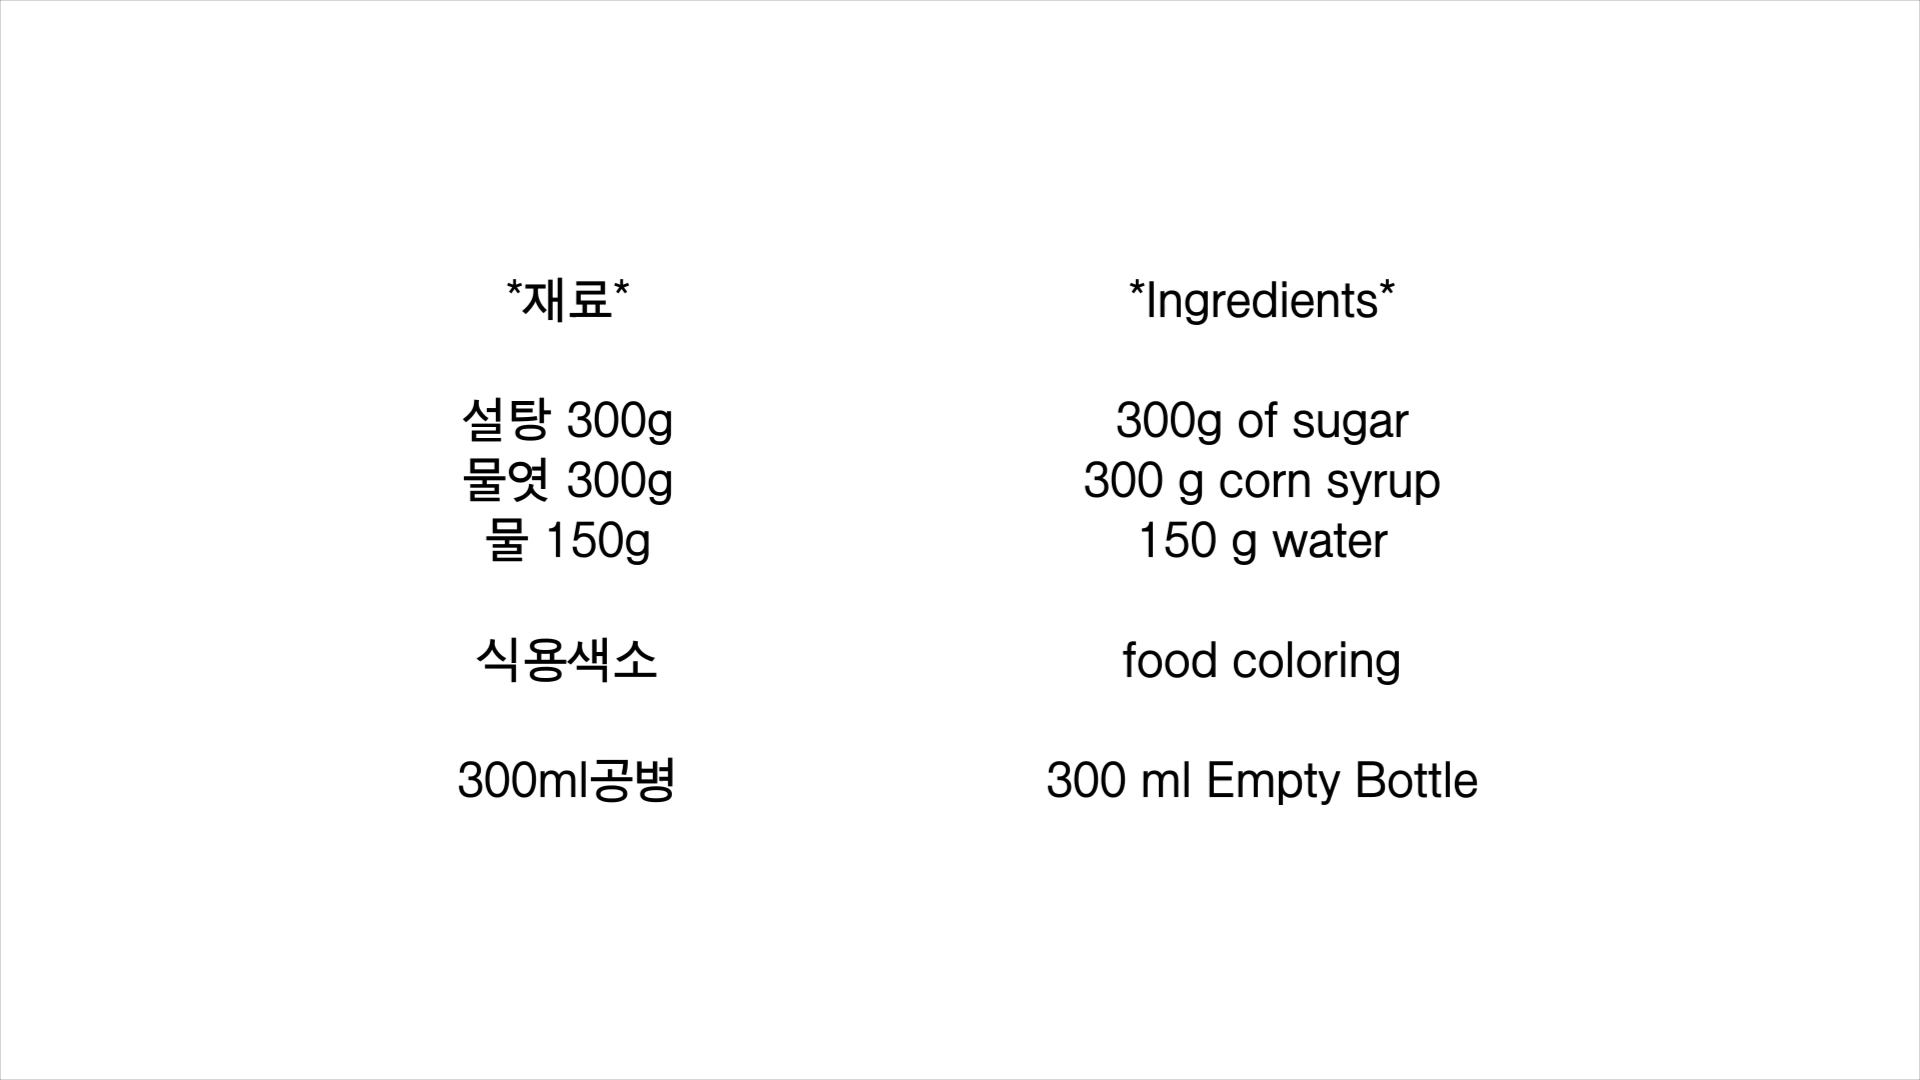 *재료*
설탕 300g
물엿 300g
물 150g
식용색소
300ml공병
*Ingredients*
300g of sugar
300 g corn syrup
150 g water
food coloring
300 ml Empty Bottle